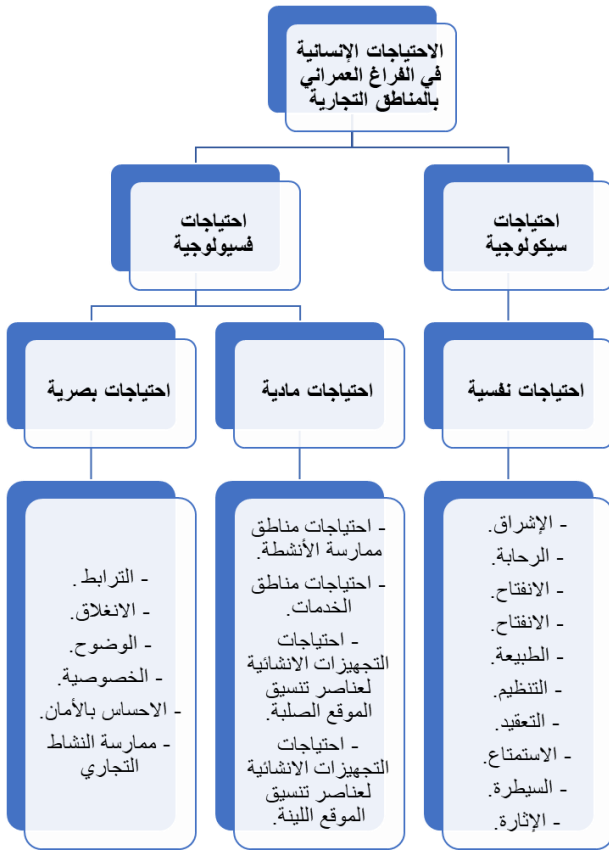 الاحتياجات الإنسانية
في الفراغ العمراني
بالمناطق التجارية
احتياجات
سيكولوجية
احتياجات
فسيولوجية
احتياجات نفسية
احتياجات مادية
احتياجات بصرية
- الإشراق.
- الرحابة.
- الانفتاح.
- الانفتاح.
- الطبيعة.
- التنظيم.
- التعقيد.
- الاستمتاع.
- السيطرة.
- الإثارة.
- احتياجات مناطق
ممارسة الأنشطة.
- احتياجات مناطق
الخدمات.
- احتياجات
التجهيزات الانشائية
لعناصر تنسيق
الموقع الصلبة.
- احتياجات
التجهيزات الانشائية
لعناصر تنسيق
الموقع اللينة.
- الترابط.
- الانغلاق.
- الوضوح.
- الخصوصية.
- الاحساس بالأمان.
- ممارسة النشاط
التجاري